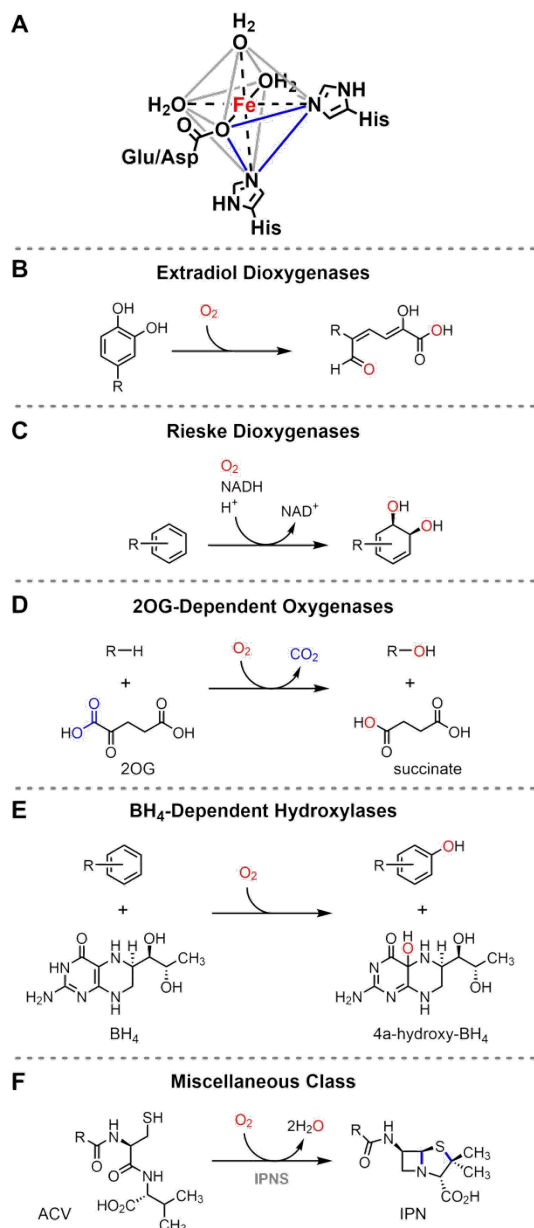 A
H2
O
OH2
H2O
Fe
N
NH
His
O
O
Glu/Asp
N
HN
His
B
Extradiol Dioxygenases
OH
OH
R
O2
OH
R
OH
O
H
O
C
Rieske Dioxygenases
O2
NADH
H+
NAD+
R
OH
OH
R
D
2OG-Dependent Oxygenases
R–H
O2
CO2
R–OH
+
+
O
O
HO
OH
O
2OG
O
HO
OH
O
succinate
E
BH4-Dependent Hydroxylases
R
O2
OH
R
+
+
O
H
N
H
OH
HN
CH3
H2N
N
N
H
OH
BH4
H
O
O
H
N
H
OH
N
CH3
H2N
N
N
H
OH
4a-hydroxy-BH4
F
Miscellaneous Class
SH
R
H
N
O
O
NH
HO2C
CH3
CH3
ACV
O2
2H2O
IPNS
R
H
N
O
H
S
CH3
N
CH3
O
CO2H
IPN